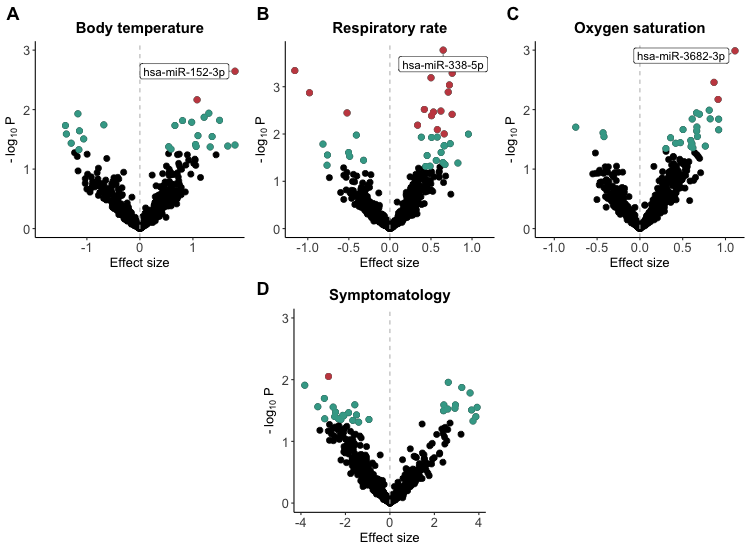 A
Body temperature
3
2
1
0
- log10 P
hsa-miR-152-3p
-1
0
1
Effect size
B
Respiratory rate
3
2
1
0
- log10 P
hsa-miR-338-5p
-1.0
-0.5
0.0
0.5
1.0
Effect size
C
Oxygen saturation
3
2
1
0
- log10 P
hsa-miR-3682-3p
-1.0
-0.5
0.0
0.5
1.0
Effect size
D
Symptomatology
3
2
1
0
- log10 P
-4
-2
0
2
4
Effect size